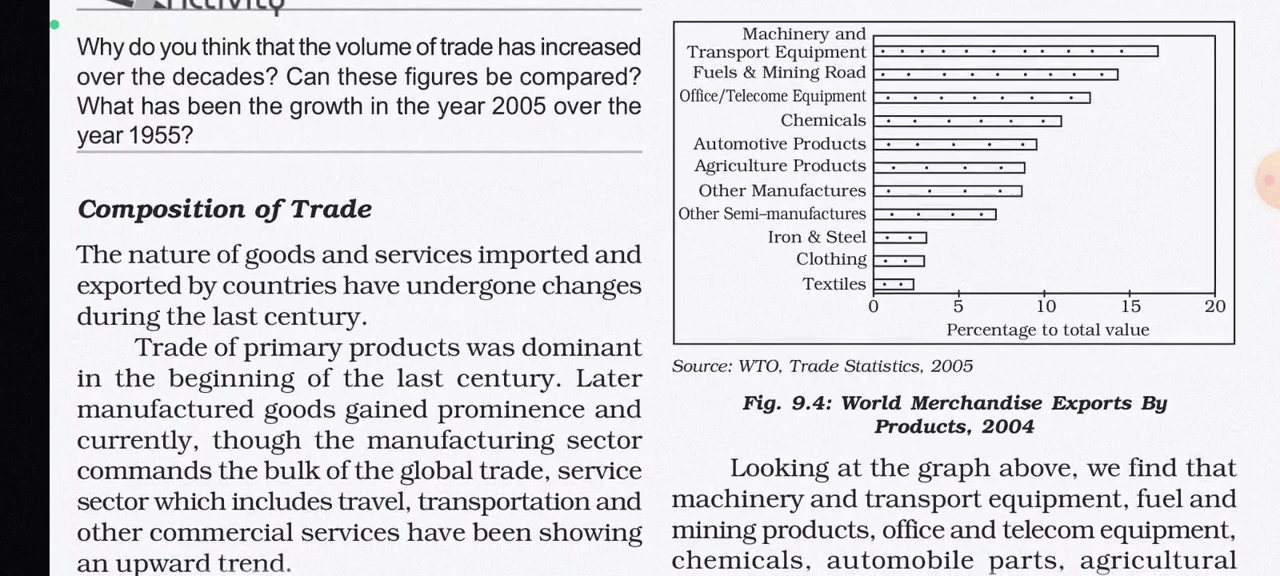 Activity
Why do you think that the volume of trade has increased
over the decades? Can these figures be compared?
What has been the growth in the year 2005 over the
year 1955?
Composition of Trade
The nature of goods and services imported and
exported by countries have undergone changes
during the last century.
Trade of primary products was dominant
in the beginning of the last century. Later
manufactured goods gained prominence and
currently, though the manufacturing sector
commands the bulk of the global trade, service
sector which includes travel, transportation and
other commercial services have been showing
an upward trend.
Machinery and
Transport Equipment
Fuels & Mining Road
Office/Telecome Equipment
Chemicals
Automotive Products
Agriculture Products
Other Manufactures
Other Semi–manufactures
Iron & Steel
Clothing
Textiles
0 5 10 15 20
Percentage to total value
Source: WTO, Trade Statistics, 2005
Fig. 9.4: World Merchandise Exports By
Products, 2004
Looking at the graph above, we find that
machinery and transport equipment, fuel and
mining products, office and telecom equipment,
chemicals, automobile parts, agricultural